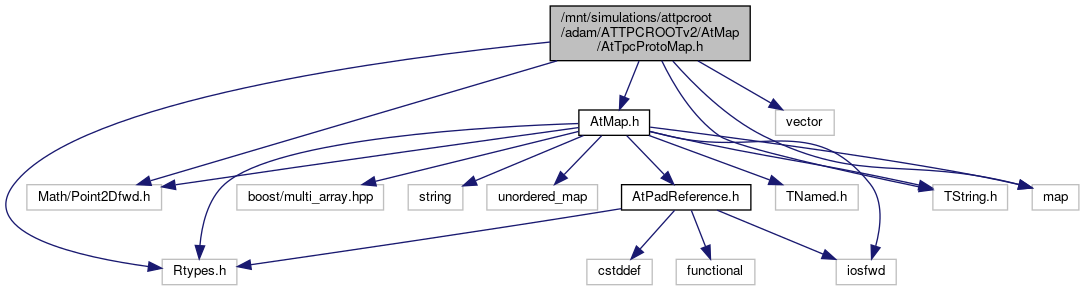 /mnt/simulations/attpcroot
/adam/ATTPCROOTv2/AtMap
/AtTpcProtoMap.h
AtMap.h
vector
Math/Point2Dfwd.h
boost/multi_array.hpp
string
unordered_map
AtPadReference.h
TNamed.h
TString.h
map
Rtypes.h
cstddef
functional
iosfwd